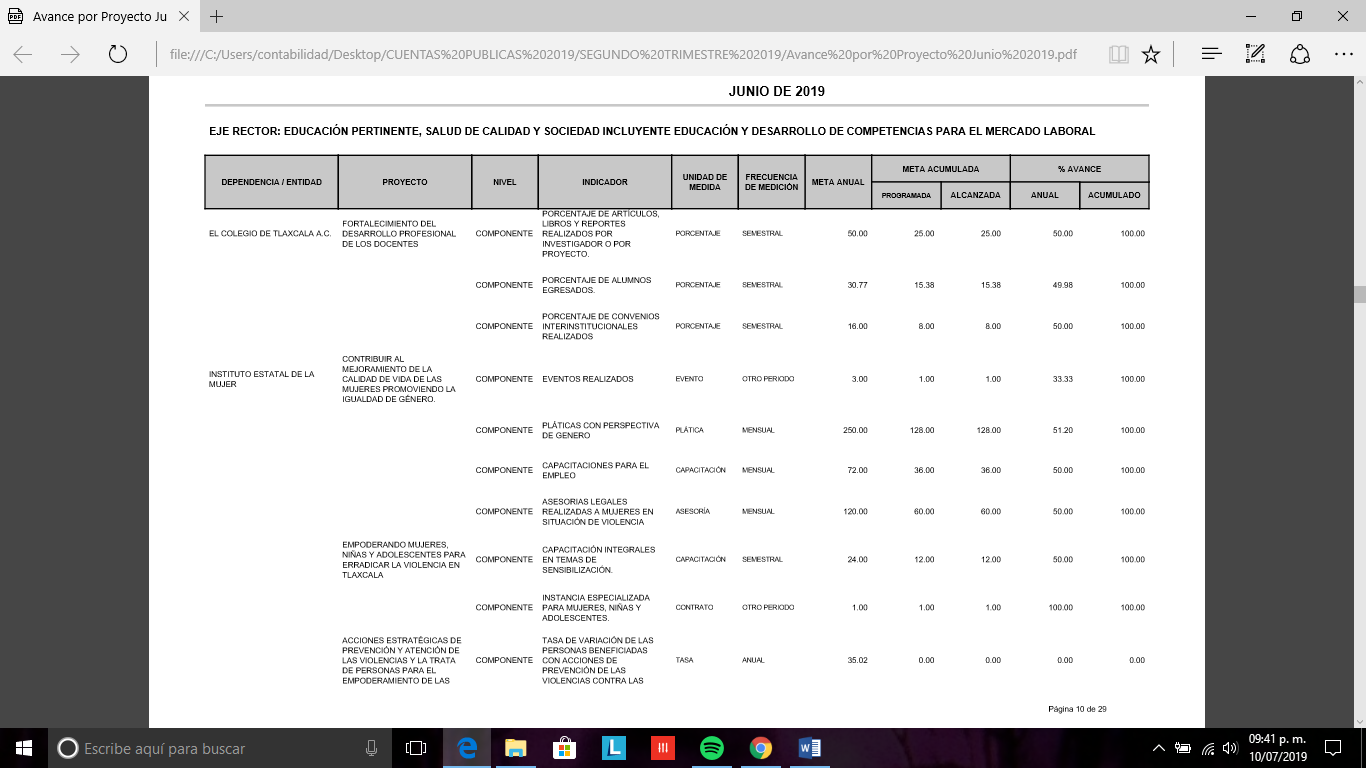 Avance por Proyecto Ju
file:///C:/Users/contabilidad/Desktop/CUENTAS%20PUBLICAS%202019/SEGUNDO%20TRIMESTRE%202019/Avance%20por%20Proyecto%20Junio%202019.pdf
JUNIO DE 2019
EJE RECTOR: EDUCACIÓN PERTINENTE, SALUD DE CALIDAD Y SOCIEDAD INCLUYENTE EDUCACIÓN Y DESARROLLO DE COMPETENCIAS PARA EL MERCADO LABORAL
DEPENDENCIA / ENTIDAD
PROYECTO
NIVEL
INDICADOR
UNIDAD DE
MEDIDA
FRECUENCIA
DE MEDICIÓN
META ANUAL
META ACUMULADA
PROGRAMADA
ALCANZADA
% AVANCE
ANUAL
ACUMULADO
EL COLEGIO DE TLAXCALA A.C.
FORTALECIMIENTO DEL
DESARROLLO PROFESIONAL
DE LOS DOCENTES
COMPONENTE
PORCENTAJE DE ARTÍCULOS,
LIBROS Y REPORTES
REALIZADOS POR
INVESTIGADOR O POR
PROYECTO.
PORCENTAJE
SEMESTRAL
50.00
25.00
25.00
50.00
100.00
COMPONENTE
PORCENTAJE DE ALUMNOS
EGRESADOS.
PORCENTAJE
SEMESTRAL
30.77
15.38
15.38
49.98
100.00
COMPONENTE
PORCENTAJE DE CONVENIOS
INTERINSTITUCIONALES
REALIZADOS
PORCENTAJE
SEMESTRAL
16.00
8.00
8.00
50.00
100.00
INSTITUTO ESTATAL DE LA
MUJER
CONTRIBUIR AL
MEJORAMIENTO DE LA
CALIDAD DE VIDA DE LAS
MUJERES PROMOVIENDO LA
IGUALDAD DE GÉNERO.
COMPONENTE
EVENTOS REALIZADOS
EVENTO
OTRO PERIODO
3.00
1.00
1.00
33.33
100.00
COMPONENTE
PLÁTICAS CON PERSPECTIVA
DE GENERO
PLÁTICA
MENSUAL
250.00
128.00
128.00
51.20
100.00
COMPONENTE
CAPACITACIONES PARA EL
EMPLEO
CAPACITACIÓN
MENSUAL
72.00
36.00
36.00
50.00
100.00
COMPONENTE
ASESORIAS LEGALES
REALIZADAS A MUJERES EN
SITUACIÓN DE VIOLENCIA
ASESORÍA
MENSUAL
120.00
60.00
60.00
50.00
100.00
EMPODERANDO MUJERES,
NIÑAS Y ADOLESCENTES PARA
ERRADICAR LA VIOLENCIA EN
TLAXCALA
COMPONENTE
CAPACITACIÓN INTEGRALES
EN TEMAS DE
SENSIBILIZACIÓN.
CAPACITACIÓN
SEMESTRAL
24.00
12.00
12.00
50.00
100.00
COMPONENTE
INSTANCIA ESPECIALIZADA
PARA MUJERES, NIÑAS Y
ADOLESCENTES.
CONTRATO
OTRO PERIODO
1.00
1.00
1.00
100.00
100.00
ACCIONES ESTRATÉGICAS DE
PREVENCIÓN Y ATENCIÓN DE
LAS VIOLENCIAS Y LA TRATA
DE PERSONAS PARA EL
EMPODERAMIENTO DE LAS
COMPONENTE
TASA DE VARIACIÓN DE LAS
PERSONAS BENEFICIADAS
CON ACCIONES DE
PREVENCIÓN DE LAS
VIOLENCIAS CONTRA LAS
TASA
ANUAL
35.02
0.00
0.00
0.00
0.00
Página 10 de 29
Escribe aquí para buscar
09:41 p. m.
10/07/2019